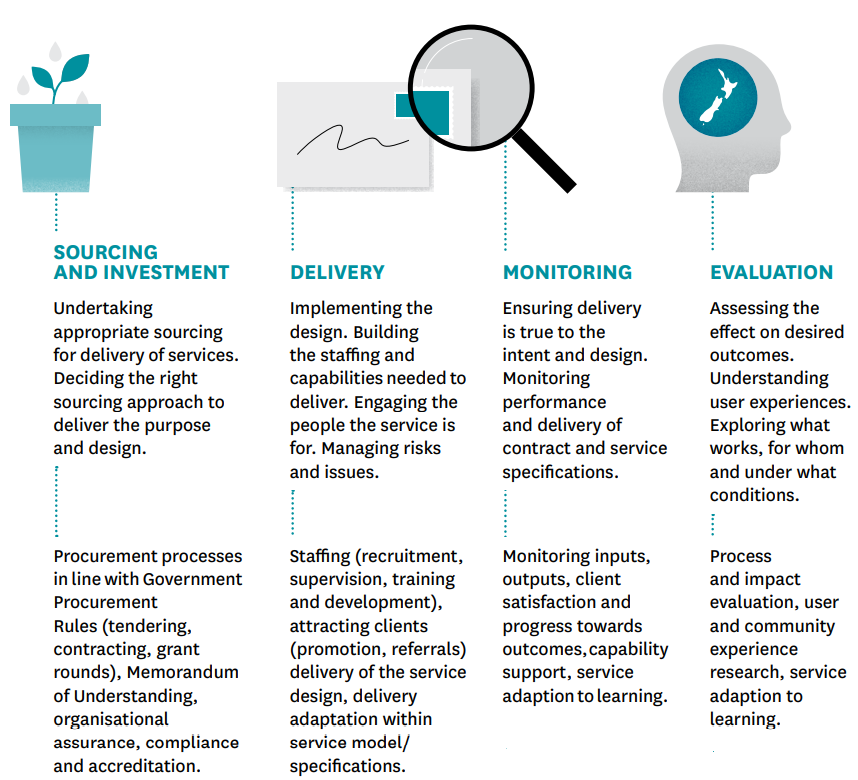 SOURCING
AND INVESTMENT
Undertaking
appropriate sourcing
for delivery of services.
Deciding the right
sourcing approach to
deliver the purpose
and design.
Procurement processes
in line with Government
Procurement
Rules (tendering,
contracting, grant
rounds), Memorandum
of Understanding,
organisational
assurance, compliance
and accreditation.
DELIVERY
Implementing the
design. Building
the staffing and
capabilities needed to
deliver. Engaging the
people the service is
for. Managing risks
and issues.
Staffing (recruitment,
supervision, training
and development),
attracting clients
(promotion, referrals)
delivery of the service
design, delivery
adaptation within
service model/
specifications.
MONITORING
Ensuring delivery
is true to the
intent and design.
Monitoring
performance
and delivery of
contract and service
specifications.
Monitoring inputs,
outputs, client
satisfaction and
progress towards
outcomes, capability
support, service
adaption to learning.
EVALUATION
Assessing the
effect on desired
outcomes.
Understanding
user experiences.
Exploring what
works, for whom
and under what
conditions.
Process
and impact
evaluation, user
and community
experience
research, service
adaption to
learning.